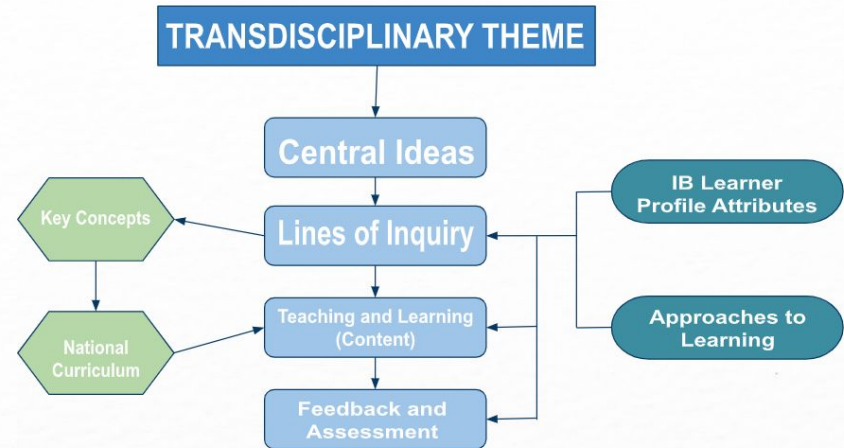 TRANSDISCIPLINARY THEME
Central Ideas
IB Learner
Profile Attributes
Key Concepts
Lines of Inquiry
Teaching and Learning
(Content)
Approaches to
Learning
National
Curriculum
Feedback and
Assessment